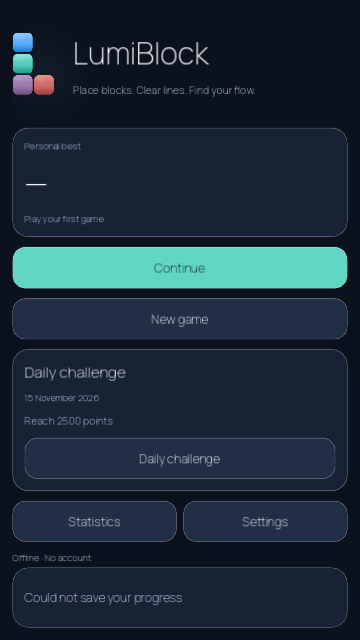 LumiBlock
Place blocks. Clear lines. Find your flow.
Personal best
—
Play your first game
Continue
New game
Daily challenge
15 November 2026
Reach 2500 points
Daily challenge
Statistics
Settings
Offline · No account
Could not save your progress